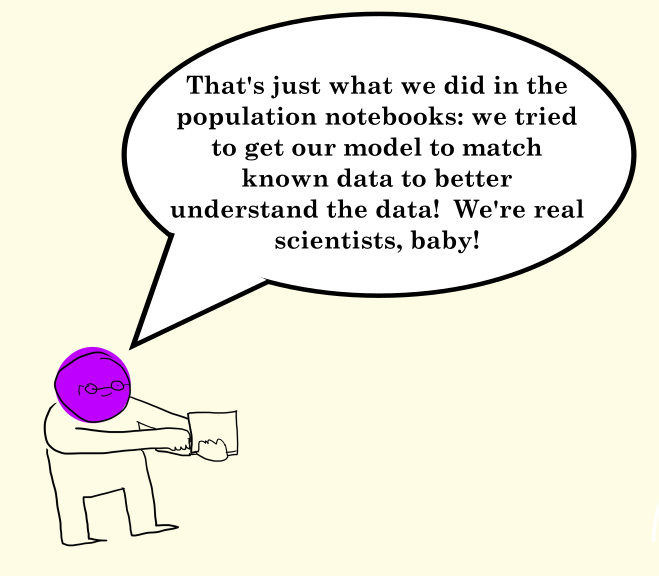 That's just what we did in the
population notebooks: we tried
to get our model to match
known data to better
understand the data!  We're real
scientists, baby!